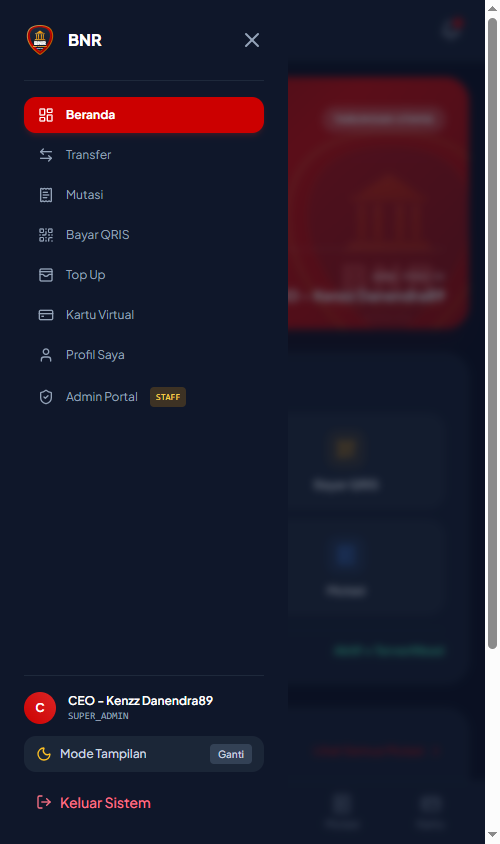 BNR
Beranda
Transfer
Mutasi
Bayar QRIS
Top Up
Kartu Virtual
Profil Saya
Admin Portal STAFF
CEO - Kenzz Danendra89
SUPER_ADMIN
Mode Tampilan Ganti
Keluar Sistem